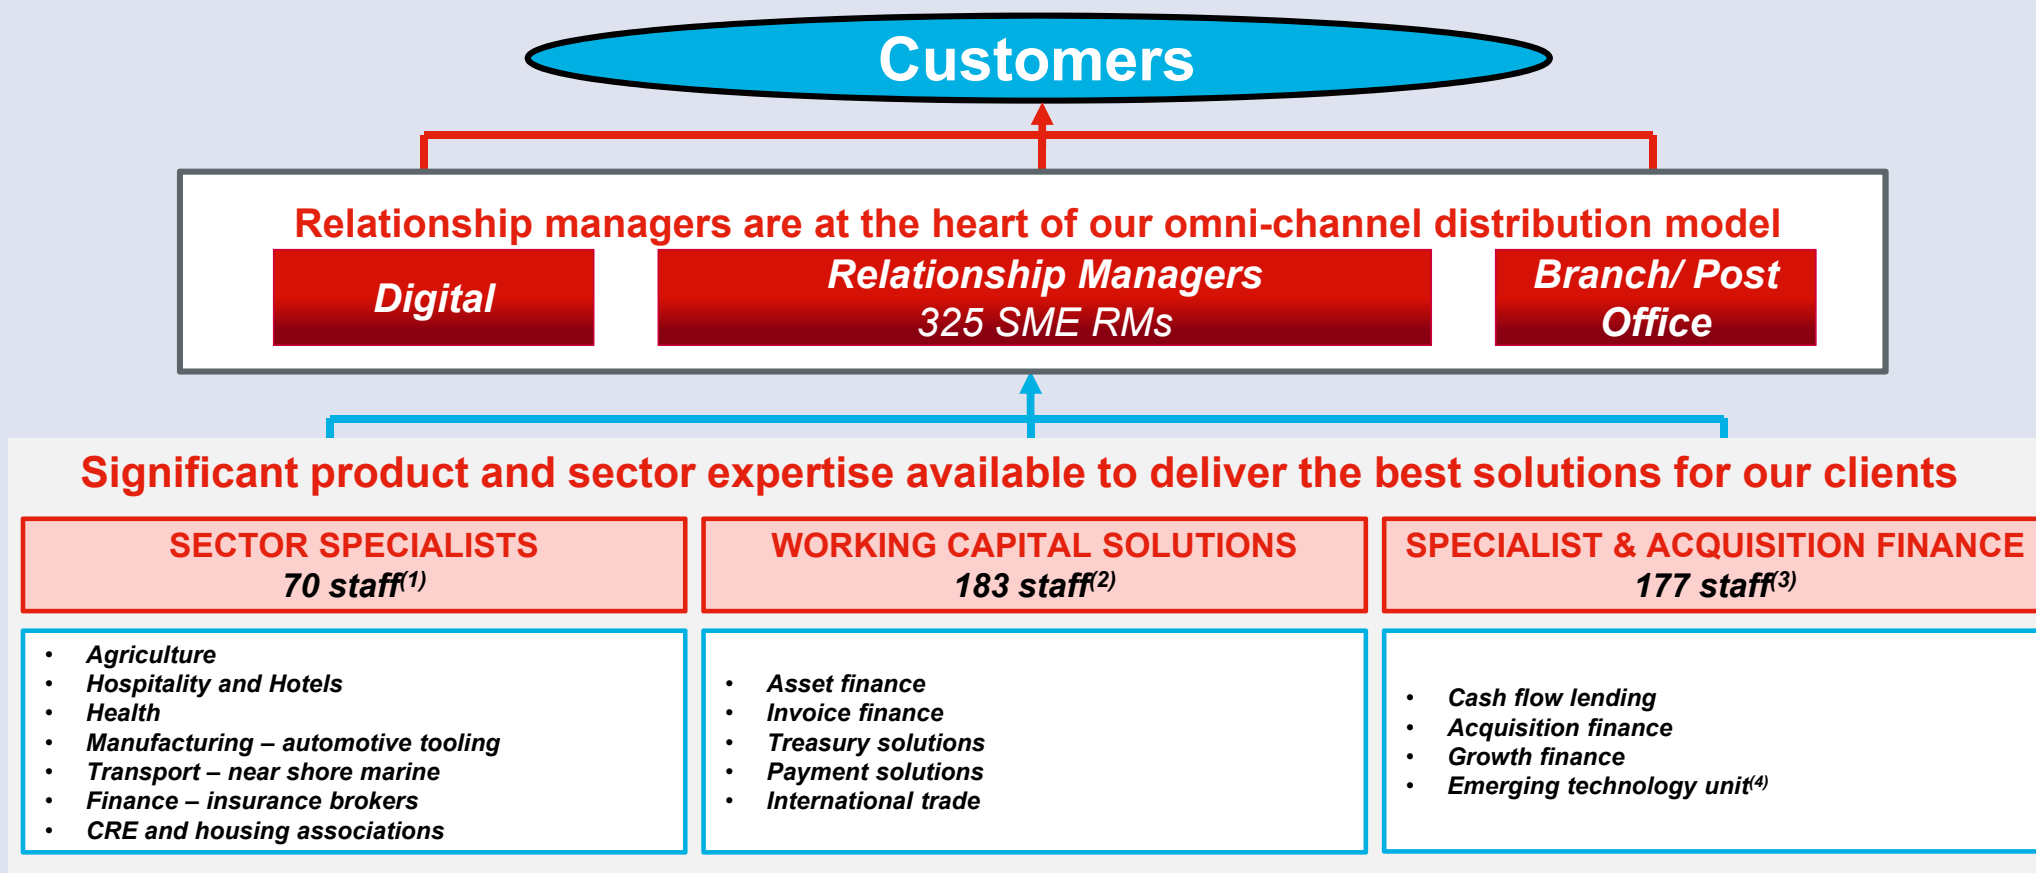 Customers
Relationship managers are at the heart of our omni-channel distribution model
Digital
Relationship Managers
325 SME RMs
Branch/ Post
Office
Significant product and sector expertise available to deliver the best solutions for our clients
SECTOR SPECIALISTS
70 staff(1)
• Agriculture
• Hospitality and Hotels
• Health
• Manufacturing – automotive tooling
• Transport – near shore marine
• Finance – insurance brokers
• CRE and housing associations
WORKING CAPITAL SOLUTIONS
183 staff(2)
• Asset finance
• Invoice finance
• Treasury solutions
• Payment solutions
• International trade
SPECIALIST & ACQUISITION FINANCE
177 staff(3)
• Cash flow lending
• Acquisition finance
• Growth finance
• Emerging technology unit(4)